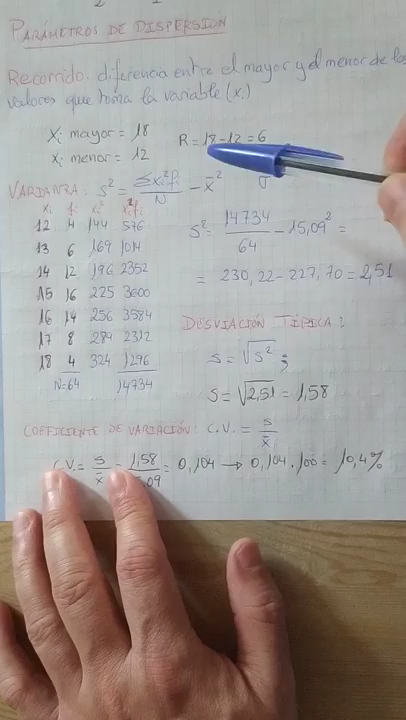 PARÁMETROS DE DISPERSIÓN
Recorrido: diferencia entre el mayor y el menor de los
valores que toma la variable (xᵢ)
xᵢ mayor = 18
xᵢ menor = 12
R = 18 - 12 = 6
VARIANZA: S² = Σxᵢ²fᵢ / N - x̄²
σ
xᵢ fᵢ xᵢ² xᵢ²fᵢ
12 4 144 576
13 6 169 1014
14 12 196 2352
15 16 225 3600
16 14 256 3584
17 8 289 2312
18 4 324 1296
N=64 14734
S² = 14734 / 64 - 15,09² =
= 230,22 - 227,70 = 2,51
DESVIACIÓN TÍPICA:
S = √S² ;
S = √2,51 = 1,58
COEFICIENTE DE VARIACIÓN: C.V. = S / x̄
C.V. = S / x̄ = 1,58 / 5,09 = 0,104 → 0,104 · 100 = 10,4%